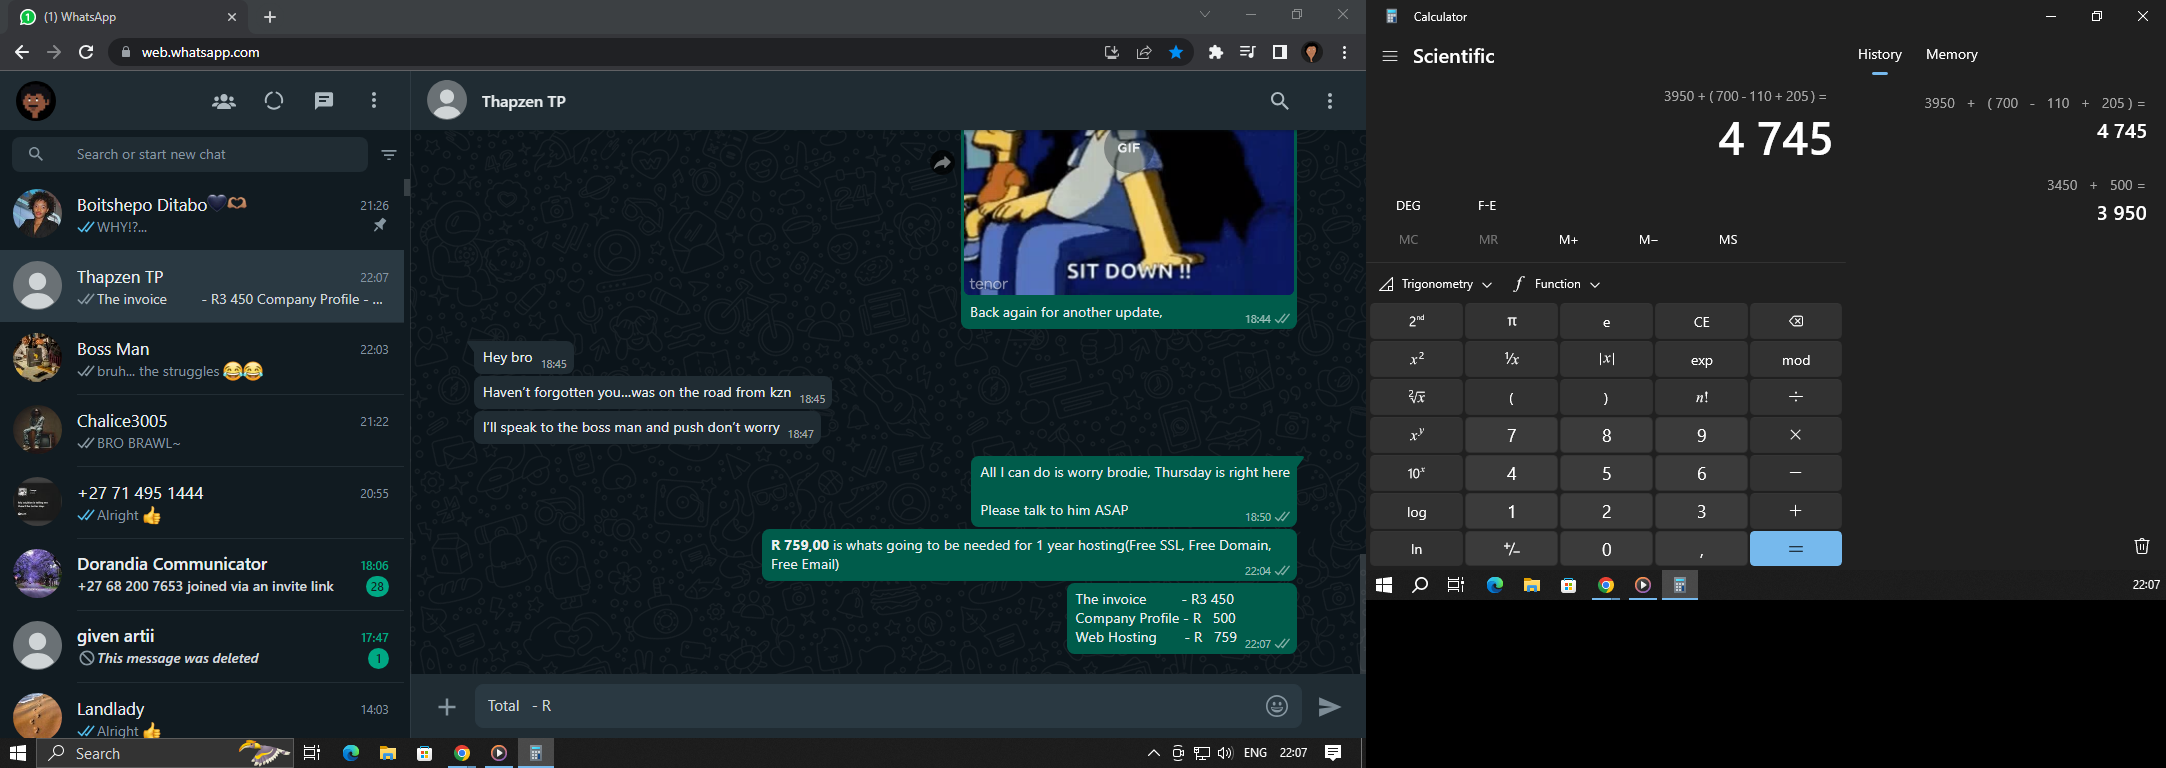 (1) WhatsApp
web.whatsapp.com
Search or start new chat
Boitshepo Ditabo💙🫶🏾 21:26
WHY!?...
Thapzen TP 22:07
The invoice - R3 450 Company Profile - ...
Boss Man 22:03
bruh... the struggles 😂😂
Chalice3005 21:22
BRO BRAWL~
+27 71 495 1444 20:55
Alright 👍
Dorandia Communicator 18:06
+27 68 200 7653 joined via an invite link 28
given artii 17:47
This message was deleted 1
Landlady 14:03
Alright 👍
Thapzen TP
GIF
SIT DOWN !!
tenor
Back again for another update, 18:44
Hey bro 18:45
Haven't forgotten you...was on the road from kzn 18:45
I'll speak to the boss man and push don't worry 18:47
All I can do is worry brodie, Thursday is right here
Please talk to him ASAP 18:50
R 759,00 is whats going to be needed for 1 year hosting(Free SSL, Free Domain,
Free Email) 22:04
The invoice - R3 450
Company Profile - R 500
Web Hosting - R 759 22:07
Total - R
Search
ENG 22:07
Calculator
Scientific
3950 + ( 700 - 110 + 205 ) =
4 745
DEG F-E
MC MR M+ M− MS
Trigonometry Function
2nd π e CE
x² ¹/x |x| exp mod
²√x ( ) n! ÷
xʸ 7 8 9 ×
10ˣ 4 5 6 −
log 1 2 3 +
ln +/− 0 , =
History Memory
3950 + ( 700 - 110 + 205 ) =
4 745
3450 + 500 =
3 950
22:07